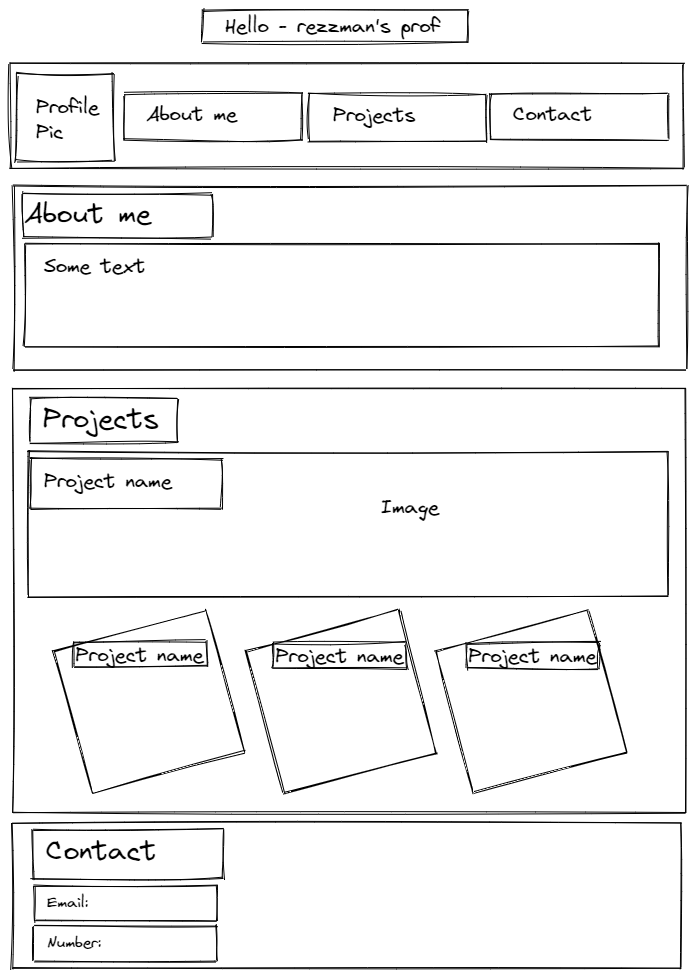 Hello - rezzman's prof
Profile
Pic
About me
Projects
Contact
About me
Some text
Projects
Project name
Image
Project name
Project name
Project name
Contact
Email:
Number: